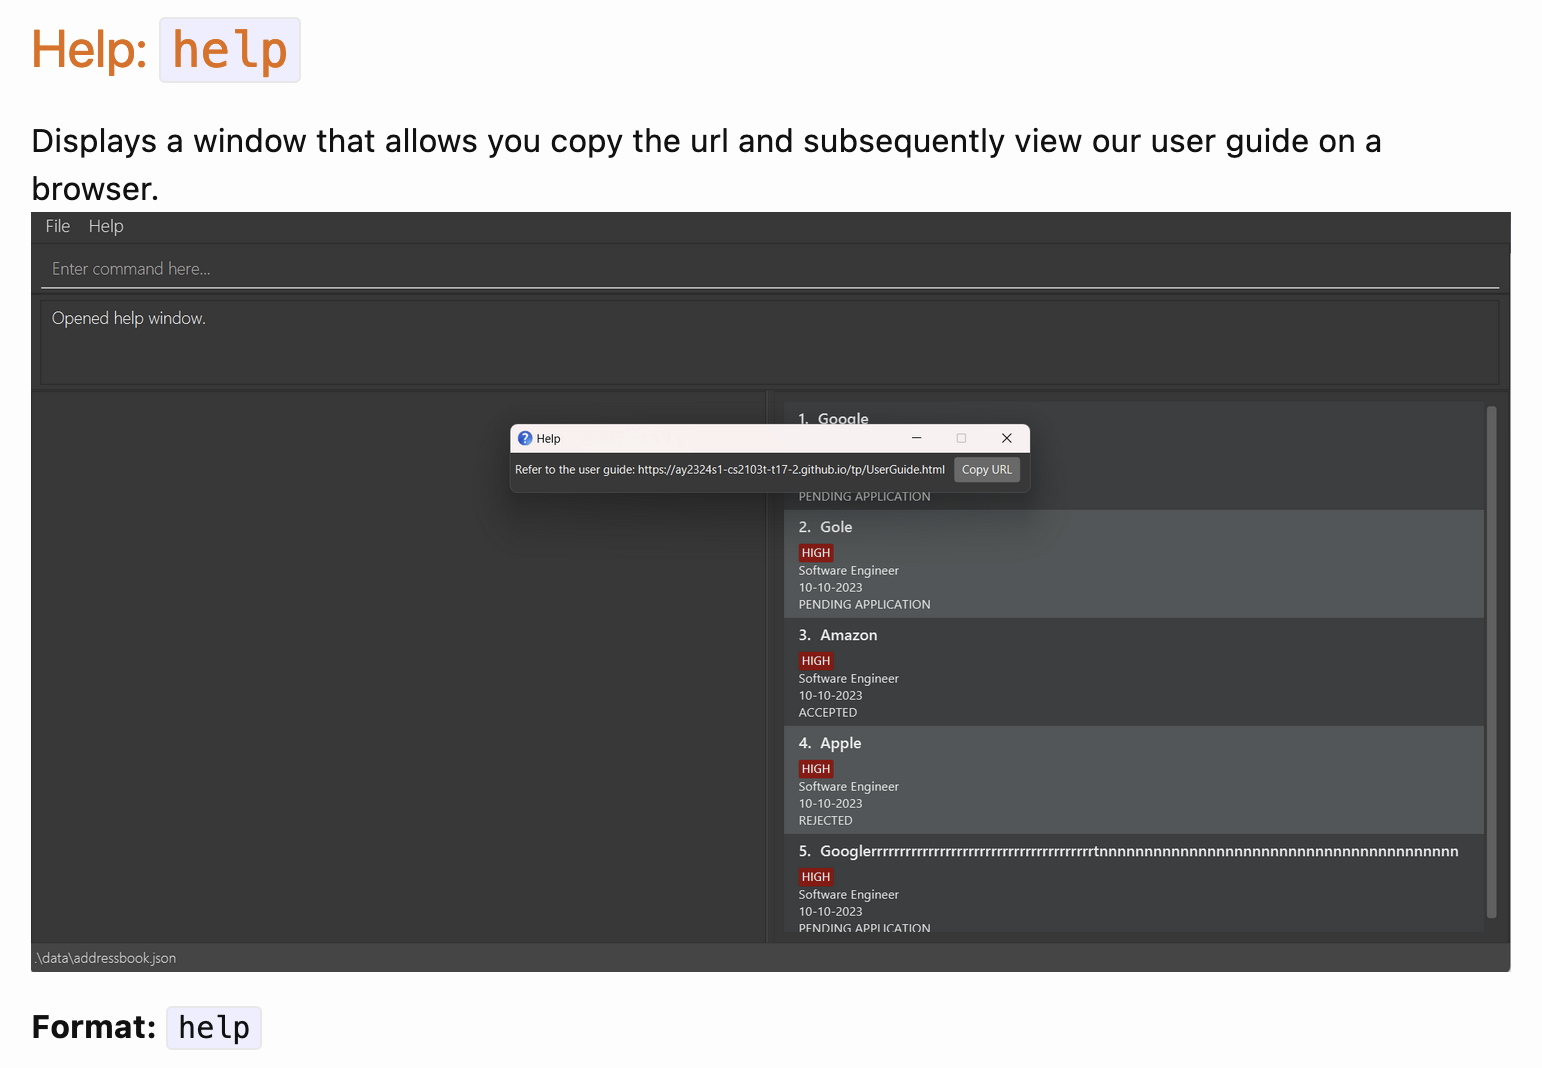 Help: help
Displays a window that allows you copy the url and subsequently view our user guide on a
browser.
File Help
Enter command here...
Opened help window.
1. Google
Help
Refer to the user guide: https://ay2324s1-cs2103t-t17-2.github.io/tp/UserGuide.html Copy URL
PENDING APPLICATION
2. Gole
HIGH
Software Engineer
10-10-2023
PENDING APPLICATION
3. Amazon
HIGH
Software Engineer
10-10-2023
ACCEPTED
4. Apple
HIGH
Software Engineer
10-10-2023
REJECTED
5. Googlerrrrrrrrrrrrrrrrrrrrrrrrrrrrrrrrrrrrrrtnnnnnnnnnnnnnnnnnnnnnnnnnnnnnnnnnnnnnnnn
HIGH
Software Engineer
10-10-2023
PENDING APPLICATION
.\data\addressbook.json
Format: help